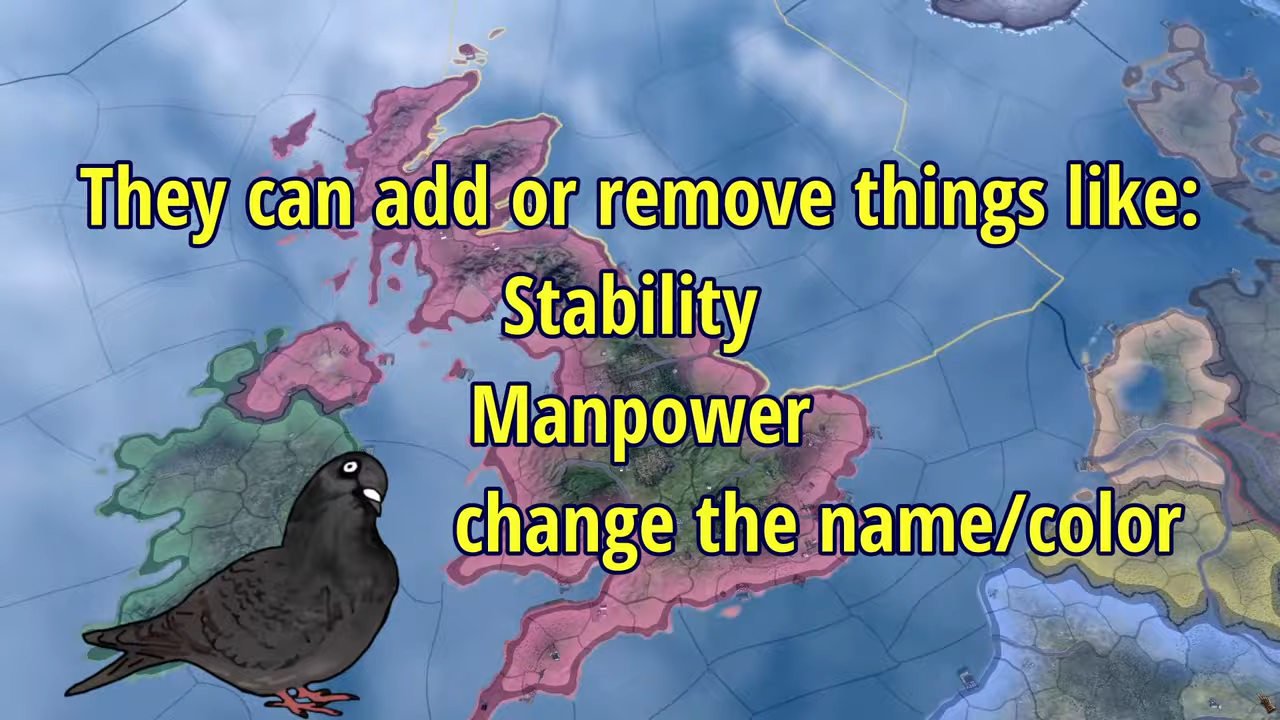 They can add or remove things like:
Stability
Manpower
change the name/color